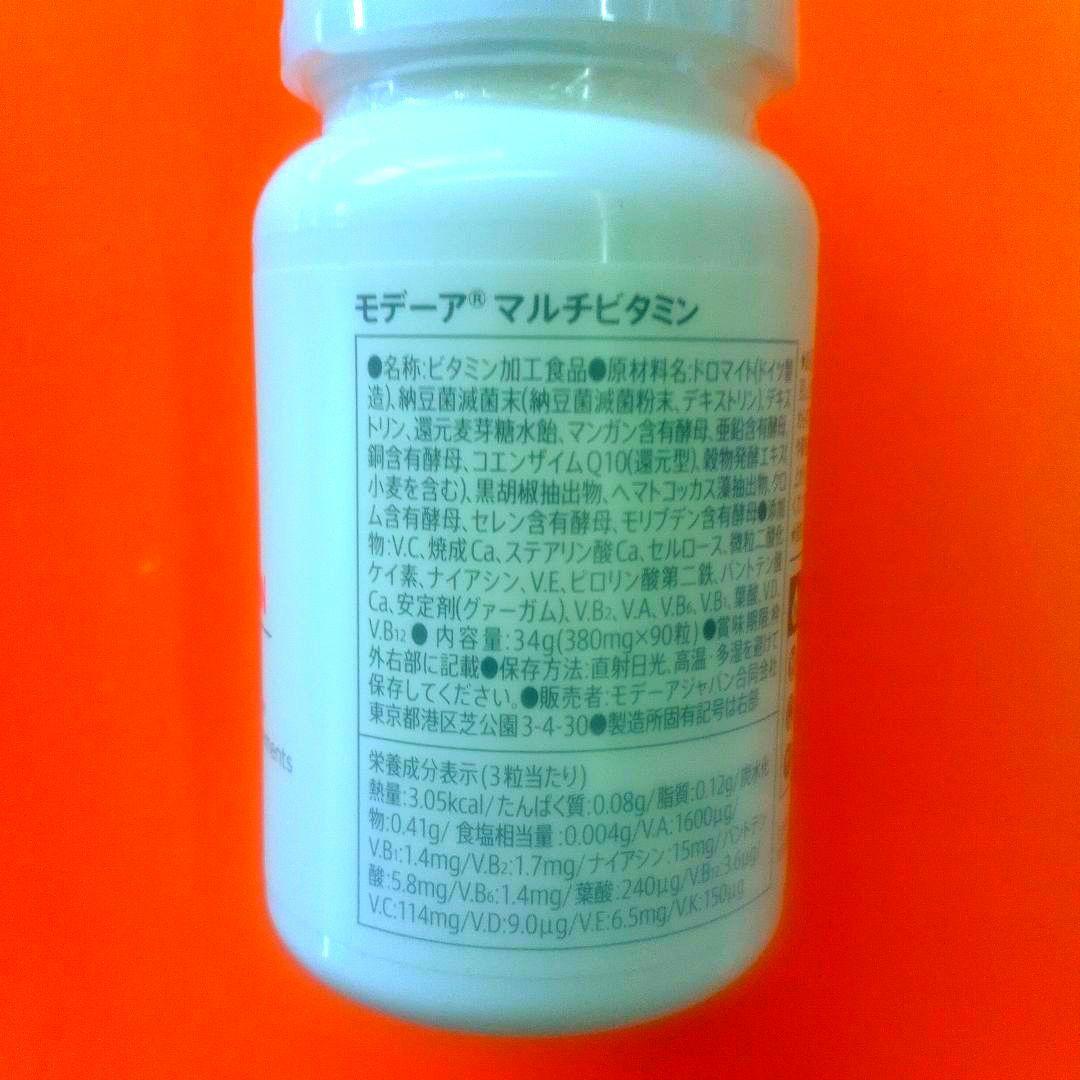 モデーア® マルチビタミン
●名称:ビタミン加工食品●原材料名:ドロマイト(ドイツ製
造)、納豆菌滅菌末(納豆菌滅菌粉末、デキストリン)、デキス
トリン、還元麦芽糖水飴、マンガン含有酵母、亜鉛含有酵母、
銅含有酵母、コエンザイムQ10(還元型)、穀物発酵エキス(
小麦を含む)、黒胡椒抽出物、ヘマトコッカス藻抽出物、クロ
ム含有酵母、セレン含有酵母、モリブデン含有酵母●添加
物:V.C、焼成Ca、ステアリン酸Ca、セルロース、微粒二酸化
ケイ素、ナイアシン、V.E、ピロリン酸第二鉄、パントテン酸
Ca、安定剤(グァーガム)、V.B2、V.A、V.B6、V.B1、葉酸、V.D、
V.B12●内容量:34g(380mg×90粒)●賞味期限:枠
外右部に記載●保存方法:直射日光、高温・多湿を避けて
保存してください。●販売者:モデーアジャパン合同会社
東京都港区芝公園3-4-30●製造所固有記号は右部
栄養成分表示(3粒当たり)
熱量:3.05kcal/たんぱく質:0.08g/脂質:0.12g/炭水化
物:0.41g/食塩相当量:0.004g/V.A:1600μg/
V.B1:1.4mg/V.B2:1.7mg/ナイアシン:15mg/パントテン
酸:5.8mg/V.B6:1.4mg/葉酸:240μg/V.B12:3.6μg/
V.C:114mg/V.D:9.0μg/V.E:6.5mg/V.K:150μg
ments